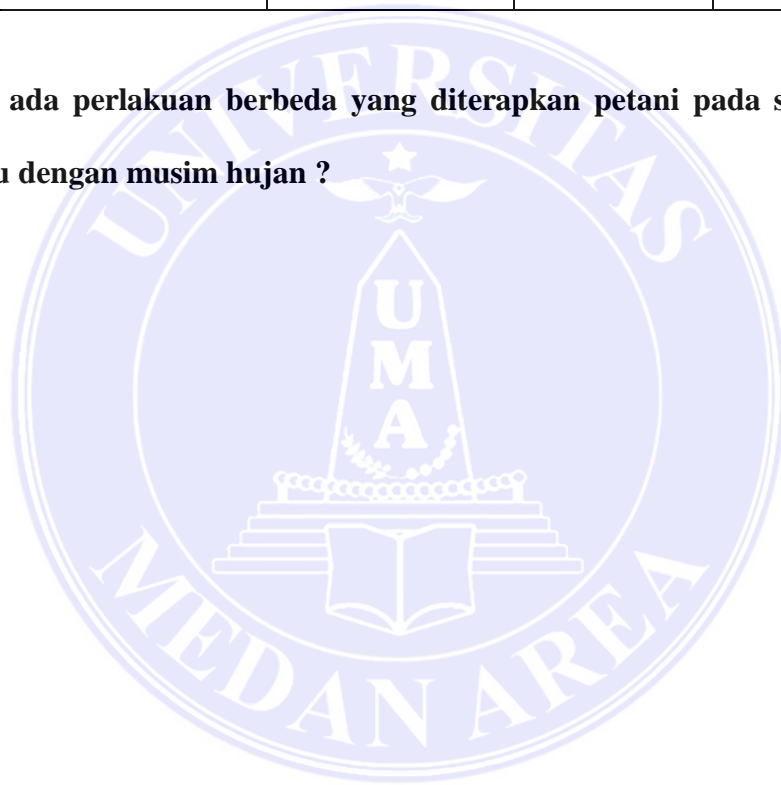 ada perlakuan berbeda yang diterapkan petani pada s
u dengan musim hujan ?
UNIVERSITAS
U
M
A
MEDAN AREA